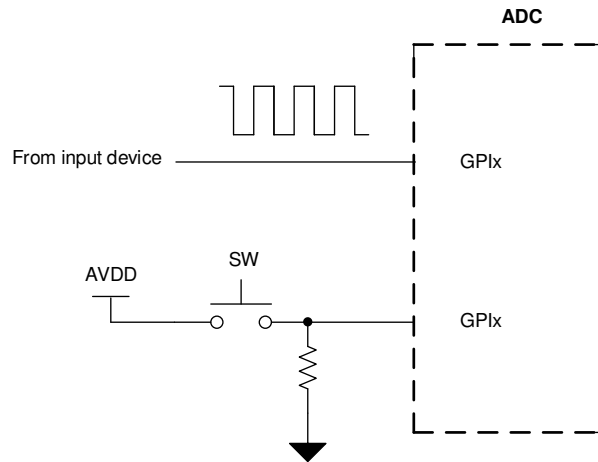 ADC
From input device
GPIx
SW
AVDD
GPIx